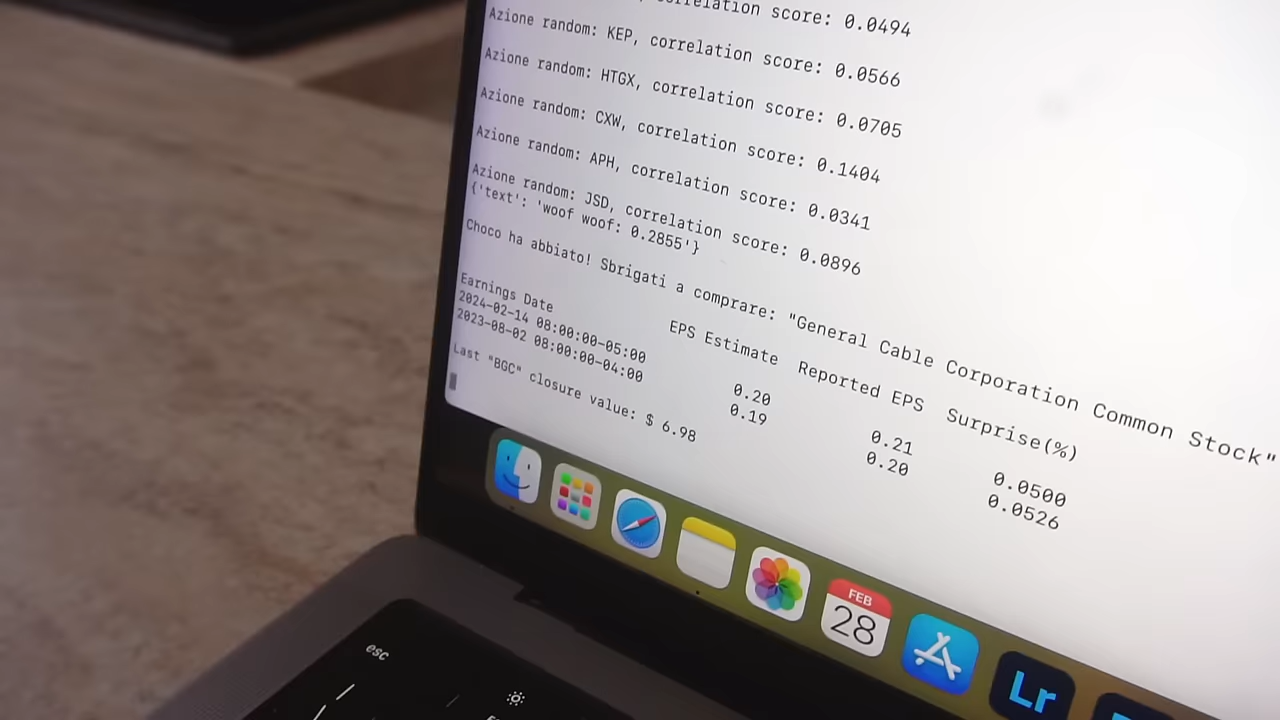 correlation score: 0.0494
Azione random: KEP, correlation score: 0.0566
Azione random: HTGX, correlation score: 0.0705
Azione random: CXW, correlation score: 0.1404
Azione random: APH, correlation score: 0.0341
Azione random: JSD, correlation score: 0.0896
{'text': 'woof woof: 0.2855'}
Choco ha abbiato! Sbrigati a comprare: "General Cable Corporation Common Stock"
Earnings Date EPS Estimate Reported EPS Surprise(%)
2024-02-14 08:00:00-05:00 0.20 0.21 0.0500
2023-08-02 08:00:00-04:00 0.19 0.20 0.0526
Last "BGC" closure value: $ 6.98
FEB
28
Lr
esc